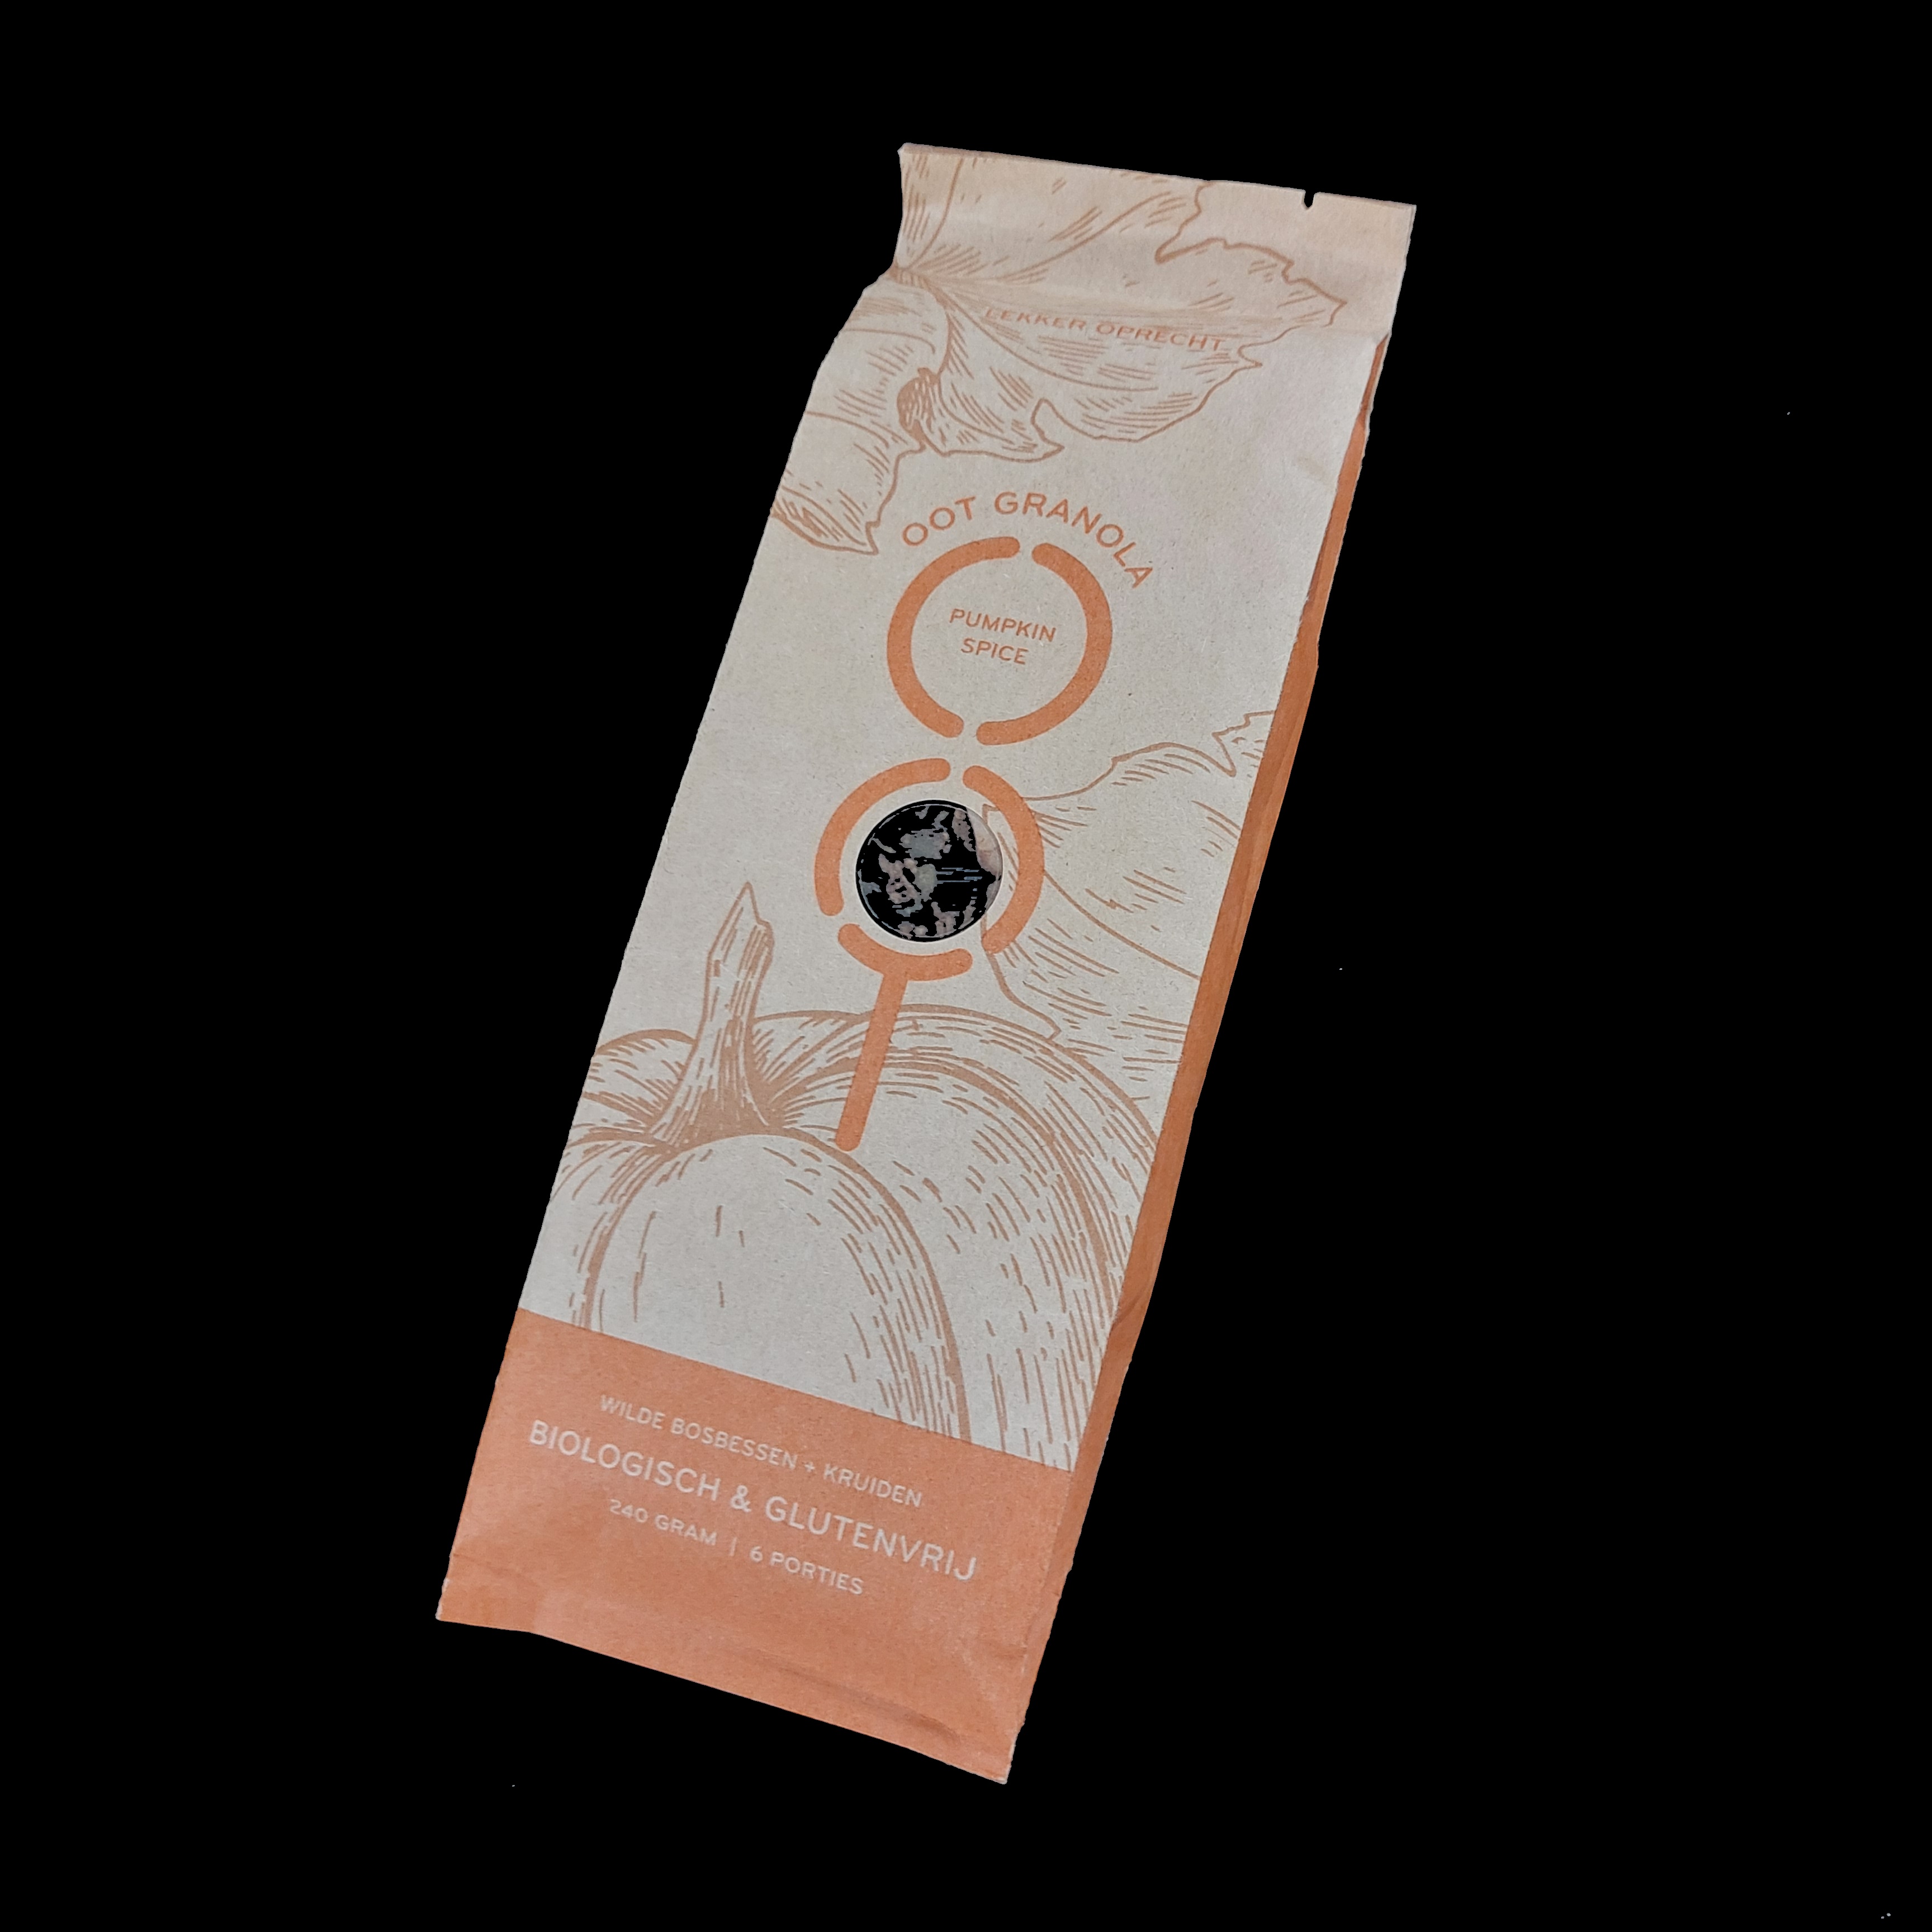 LEKKER OPRECHT
OOT GRANOLA
PUMPKIN
SPICE
WILDE BOSBESSEN + KRUIDEN
BIOLOGISCH & GLUTENVRIJ
240 GRAM | 6 PORTIES